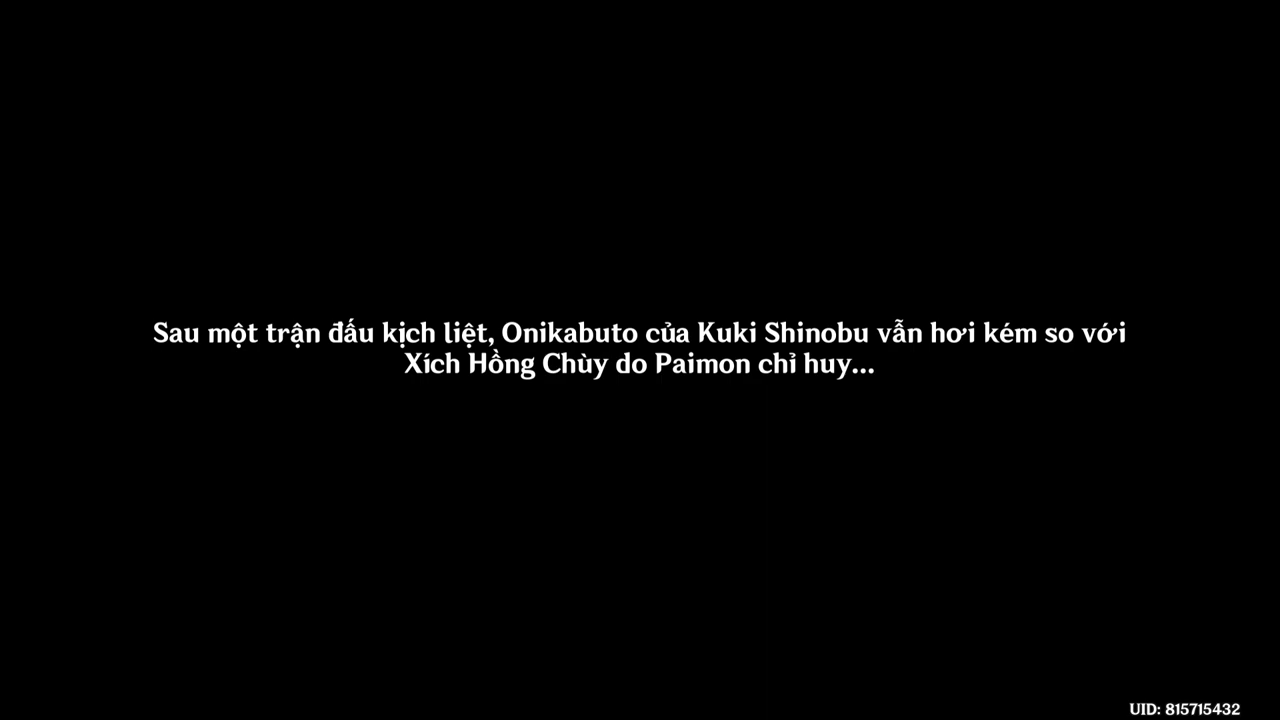 Sau một trận đấu kịch liệt, Onikabuto của Kuki Shinobu vẫn hơi kém so với
Xích Hồng Chùy do Paimon chỉ huy...
UID: 815715432